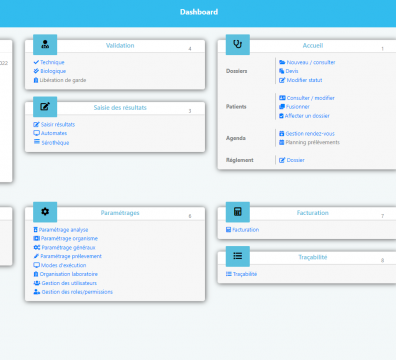 Dashboard
022
Validation 4
Technique
Biologique
Libération de garde
Saisie des résultats 3
Saisir résultats
Automates
Sérothèque
Accueil 1
Dossiers
Nouveau / consulter
Devis
Modifier statut
Patients
Consulter / modifier
Fusionner
Affecter un dossier
Agenda
Gestion rendez-vous
Planning prélèvements
Règlement
Dossier
Paramétrages 6
Paramétrage analyse
Paramétrage organisme
Paramétrage généraux
Paramétrage prélèvement
Modes d'exécution
Organisation laboratoire
Gestion des utilisateurs
Gestion des roles/permissions
Facturation 7
Facturation
Traçabilité 8
Traçabilité